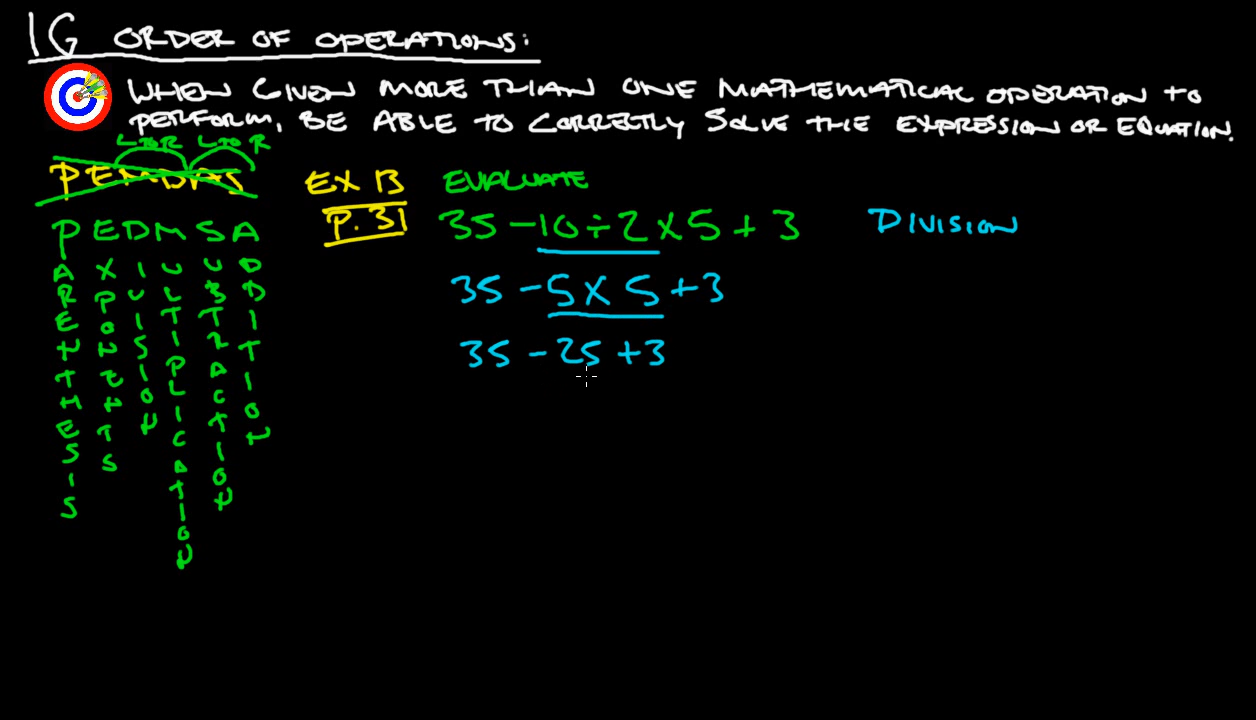 1G ORDER OF OPERATIONS:
WHEN GIVEN MORE THAN ONE MATHEMATICAL OPERATION TO
PERFORM, BE ABLE TO CORRECTLY SOLVE THE EXPRESSION OR EQUATION.
L TO R L TO R
PEMDAS
PEDMSA
PARENTHESIS
EXPONENTS
DIVISION
MULTIPLICATION
SUBTRACTION
ADDITION
EX B EVALUATE
P. 31 35 - 10 ÷ 2 × 5 + 3 DIVISION
35 - 5 × 5 + 3
35 - 25 + 3